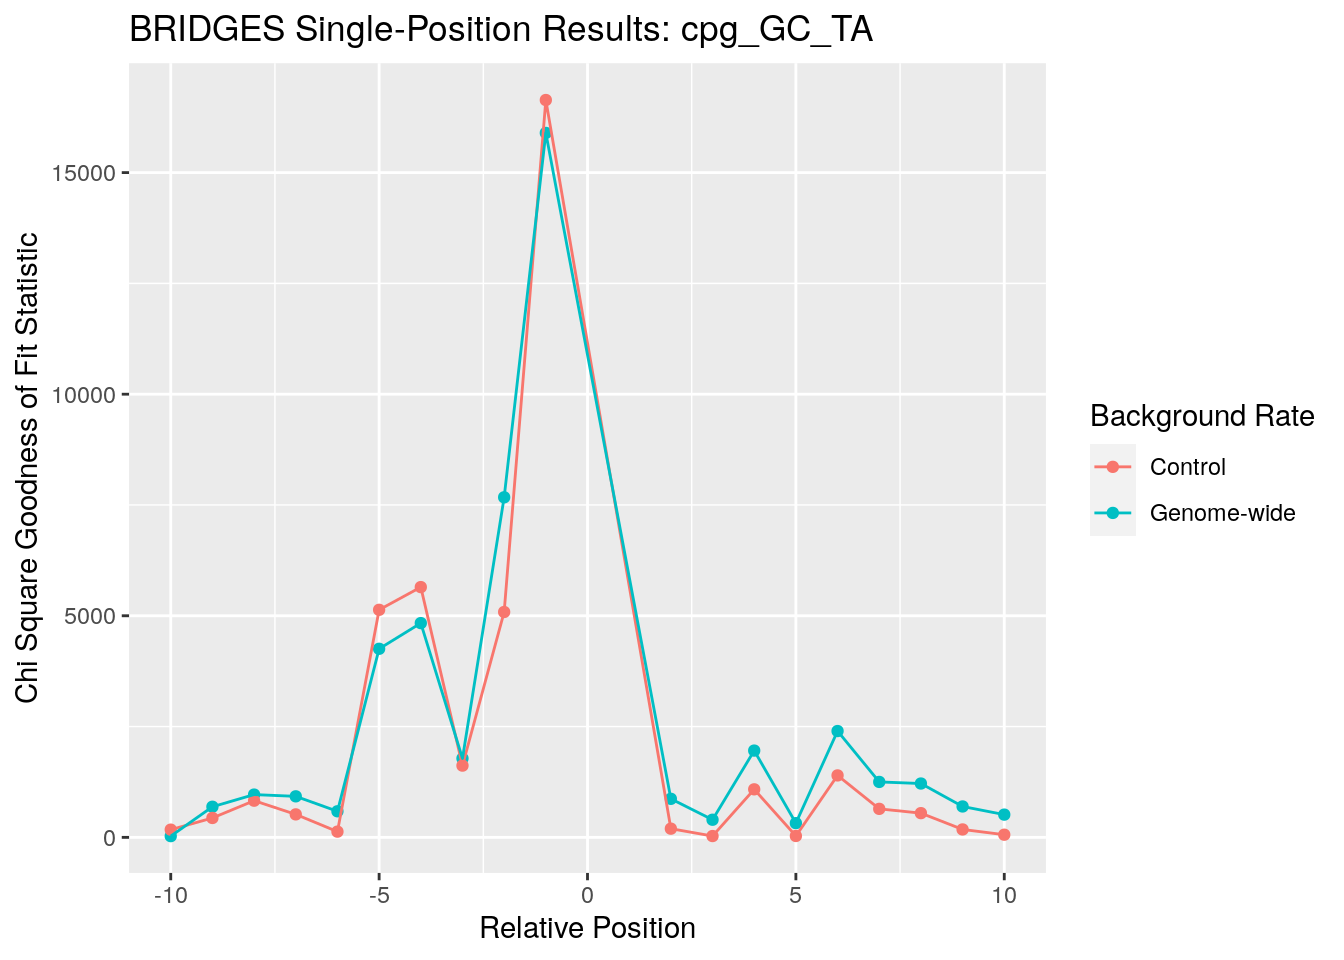 BRIDGES Single-Position Results: cpg_GC_TA
Chi Square Goodness of Fit Statistic
15000
10000
5000
0
-10
-5
0
5
10
Relative Position
Background Rate
Control
Genome-wide